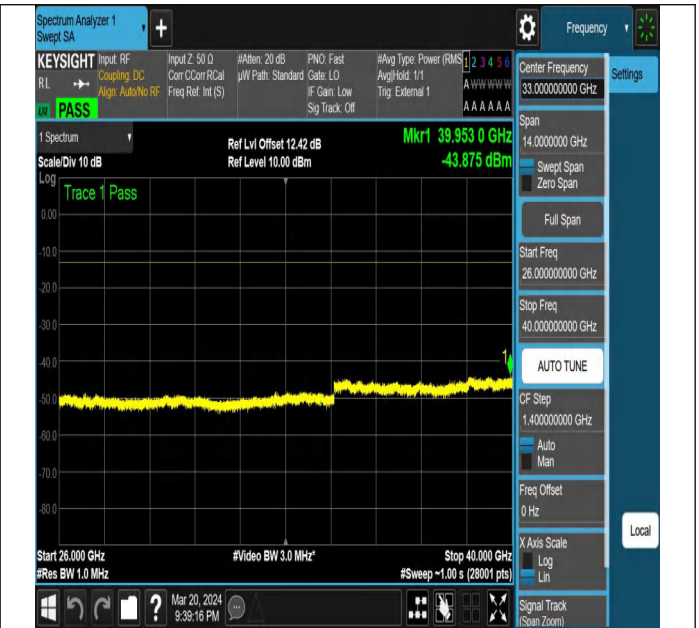 Spectrum Analyzer 1
Swept SA
+
Frequency
KEYSIGHT
RL
PASS
Input: RF
Coupling: DC
Align: Auto/No RF
Input Z: 50 Ω
Corr CCorr RCal
Freq Ref: Int (S)
#Atten: 20 dB
µW Path: Standard
PNO: Fast
Gate: LO
IF Gain: Low
Sig Track: Off
#Avg Type: Power (RMS
Avg|Hold: 1/1
Trig: External 1
1 2 3 4 5 6
A W W W W W
A A A A A A
1 Spectrum
Scale/Div 10 dB
Ref Lvl Offset 12.42 dB
Ref Level 10.00 dBm
Mkr1 39.953 0 GHz
-43.875 dBm
Log
Trace 1 Pass
0.00
-10.0
-20.0
-30.0
-40.0
-50.0
-60.0
-70.0
-80.0
1
Start 26.000 GHz
#Res BW 1.0 MHz
#Video BW 3.0 MHz*
Stop 40.000 GHz
#Sweep ~1.00 s (28001 pts)
Mar 20, 2024
9:39:16 PM
?
Center Frequency
33.000000000 GHz
Settings
Span
14.0000000 GHz
Swept Span
Zero Span
Full Span
Start Freq
26.000000000 GHz
Stop Freq
40.000000000 GHz
AUTO TUNE
CF Step
1.400000000 GHz
Auto
Man
Freq Offset
0 Hz
X Axis Scale
Log
Lin
Local
Signal Track
(Span Zoom)